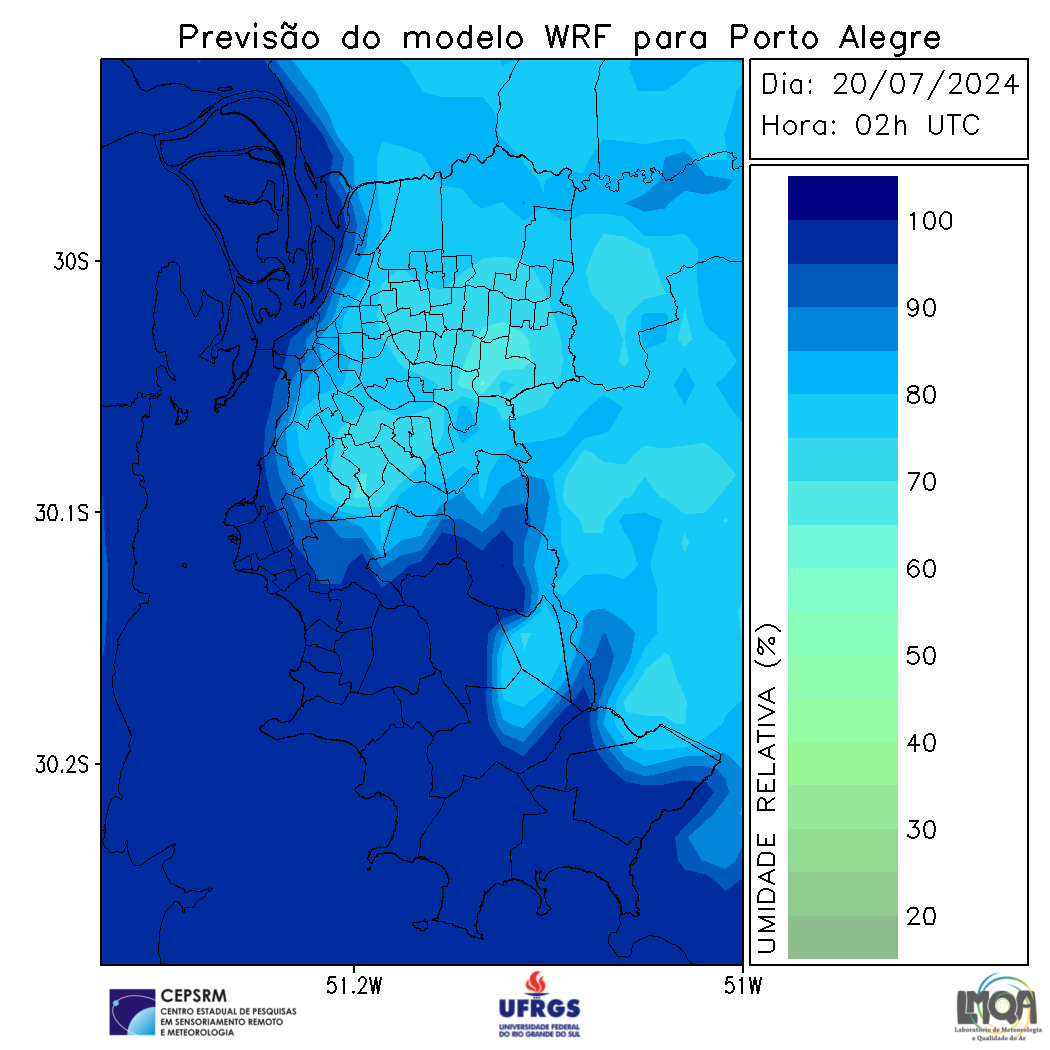 Previsão do modelo WRF para Porto Alegre
Dia: 20/07/2024
Hora: 02h UTC
100
90
80
70
60
50
40
30
20
UMIDADE RELATIVA (%)
30S
30.1S
30.2S
51.2W
51W
CEPSRM
CENTRO ESTADUAL DE PESQUISAS
EM SENSORIAMENTO REMOTO
E METEOROLOGIA
UFRGS
UNIVERSIDADE FEDERAL
DO RIO GRANDE DO SUL
LMQA
Laboratório de Meteorologia
e Qualidade do Ar